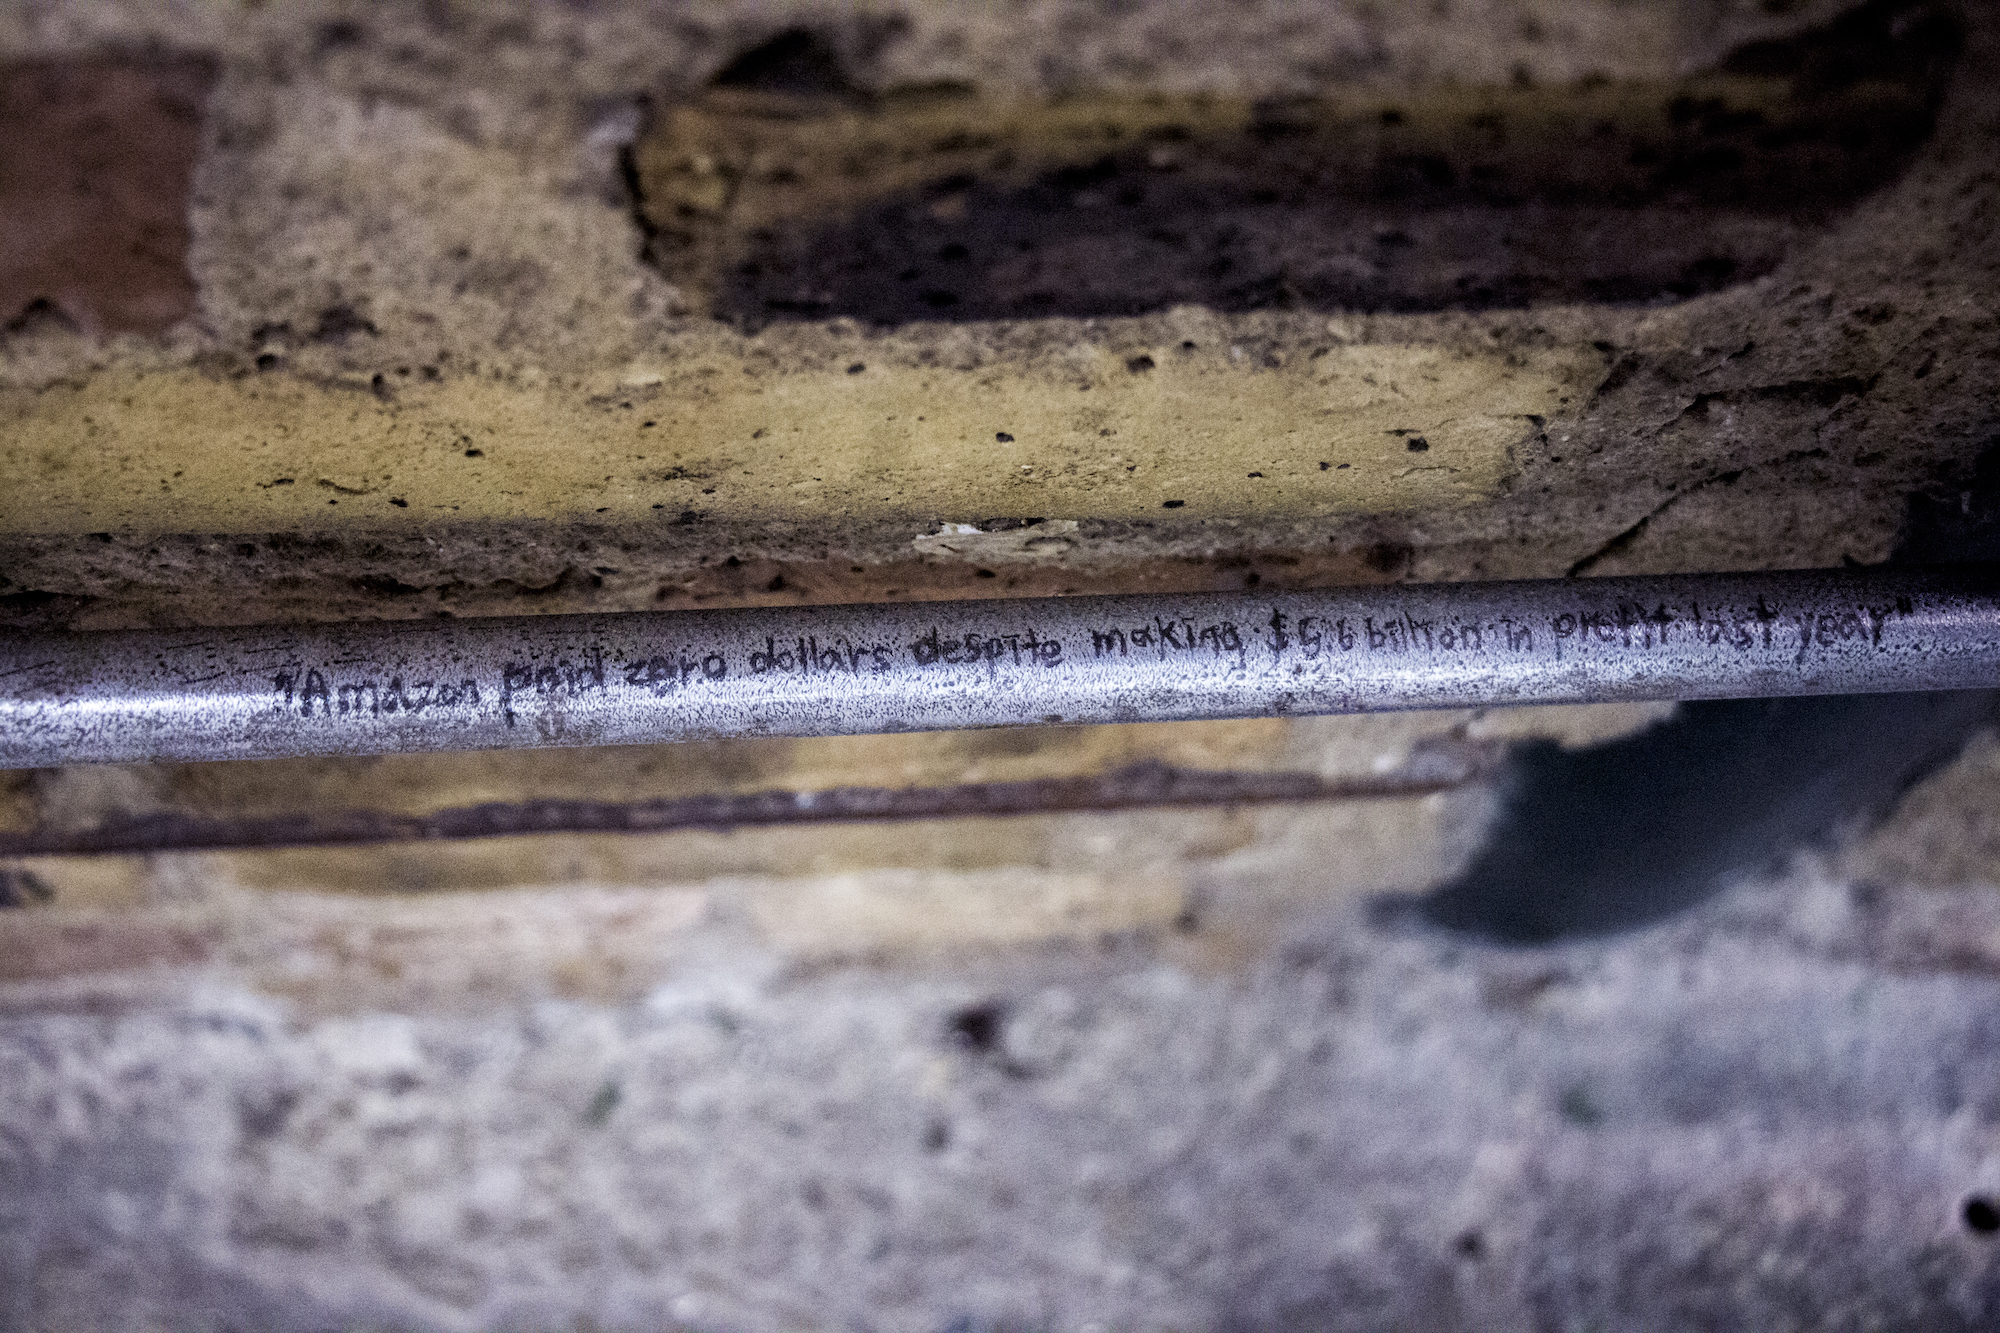 "Amazon paid zero dollars despite making $5.6 billion in profit last year"